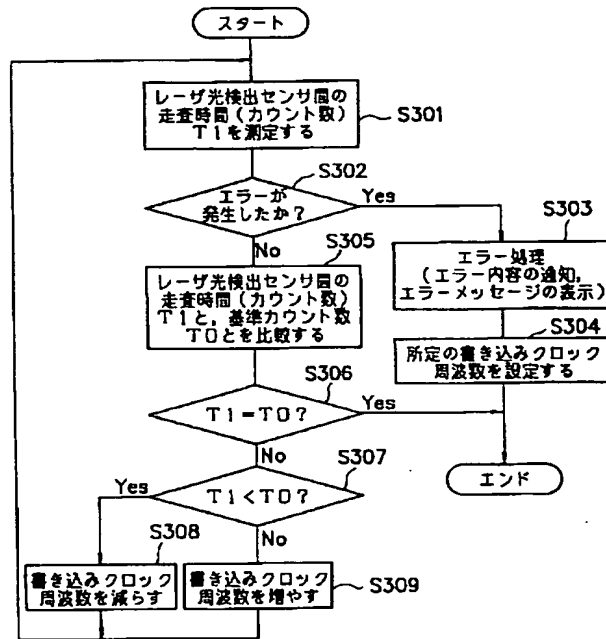 スタート
レーザ光検出センサ間の
走査時間(カウント数)
T1を測定する
S301
S302
エラーが
発生したか?
Yes
No
S303
エラー処理
(エラー内容の通知,
エラーメッセージの表示)
S304
所定の書き込みクロック
周波数を設定する
S305
レーザ光検出センサ間の
走査時間(カウント数)
T1と,基準カウント数
T0とを比較する
S306
T1=T0?
Yes
No
エンド
S307
T1<T0?
Yes
No
S308
書き込みクロック
周波数を減らす
書き込みクロック
周波数を増やす
S309